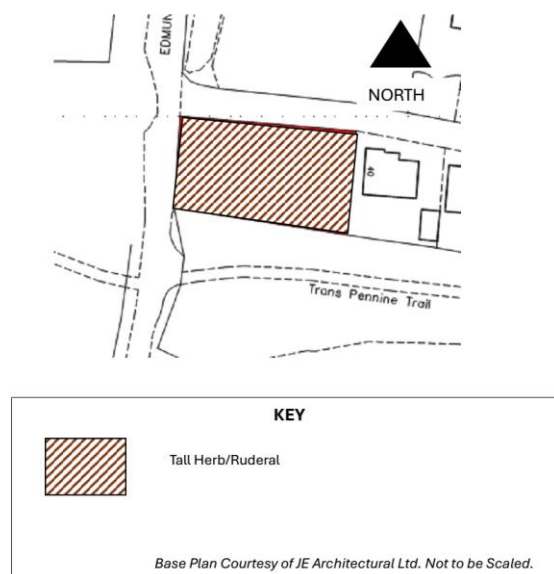 EDMUN
NORTH
40
Trans Pennine Trail
KEY
Tall Herb/Ruderal
Base Plan Courtesy of JE Architectural Ltd. Not to be Scaled.